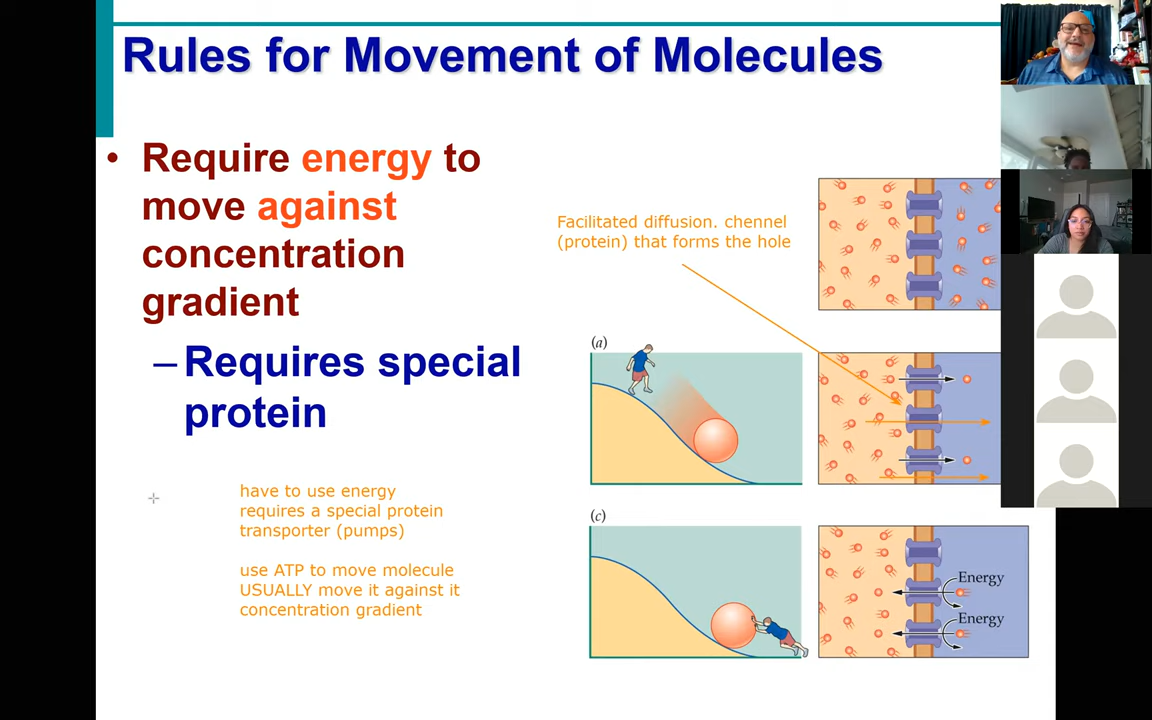 Rules for Movement of Molecules
• Require energy to
move against
concentration
gradient
– Requires special
protein
have to use energy
requires a special protein
transporter (pumps)
use ATP to move molecule
USUALLY move it against it
concentration gradient
Facilitated diffusion. chennel
(protein) that forms the hole
(a)
(c)
Energy
Energy